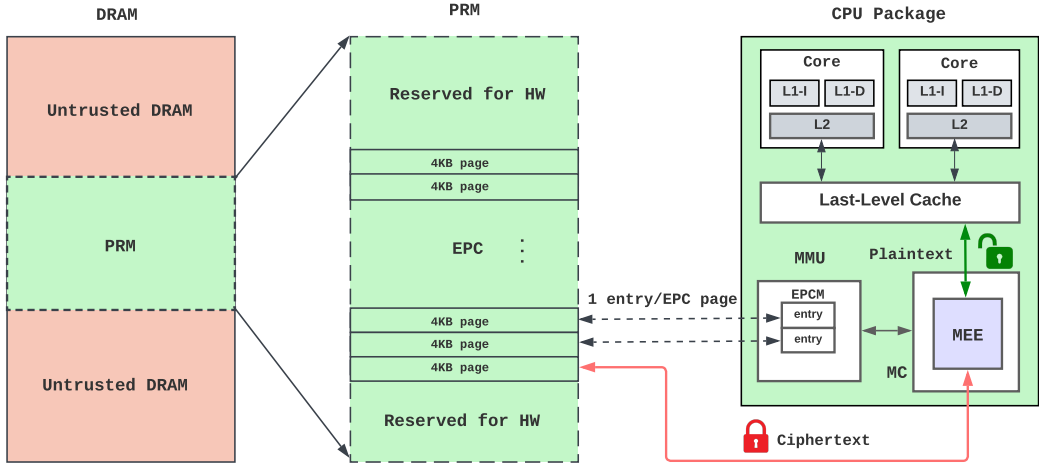 DRAM
Untrusted DRAM
PRM
Untrusted DRAM
PRM
Reserved for HW
4KB page
4KB page
EPC
4KB page
4KB page
4KB page
Reserved for HW
1 entry/EPC page
CPU Package
Core
L1-I
L1-D
L2
Core
L1-I
L1-D
L2
Last-Level Cache
Plaintext
MMU
EPCM
entry
entry
MEE
MC
Ciphertext